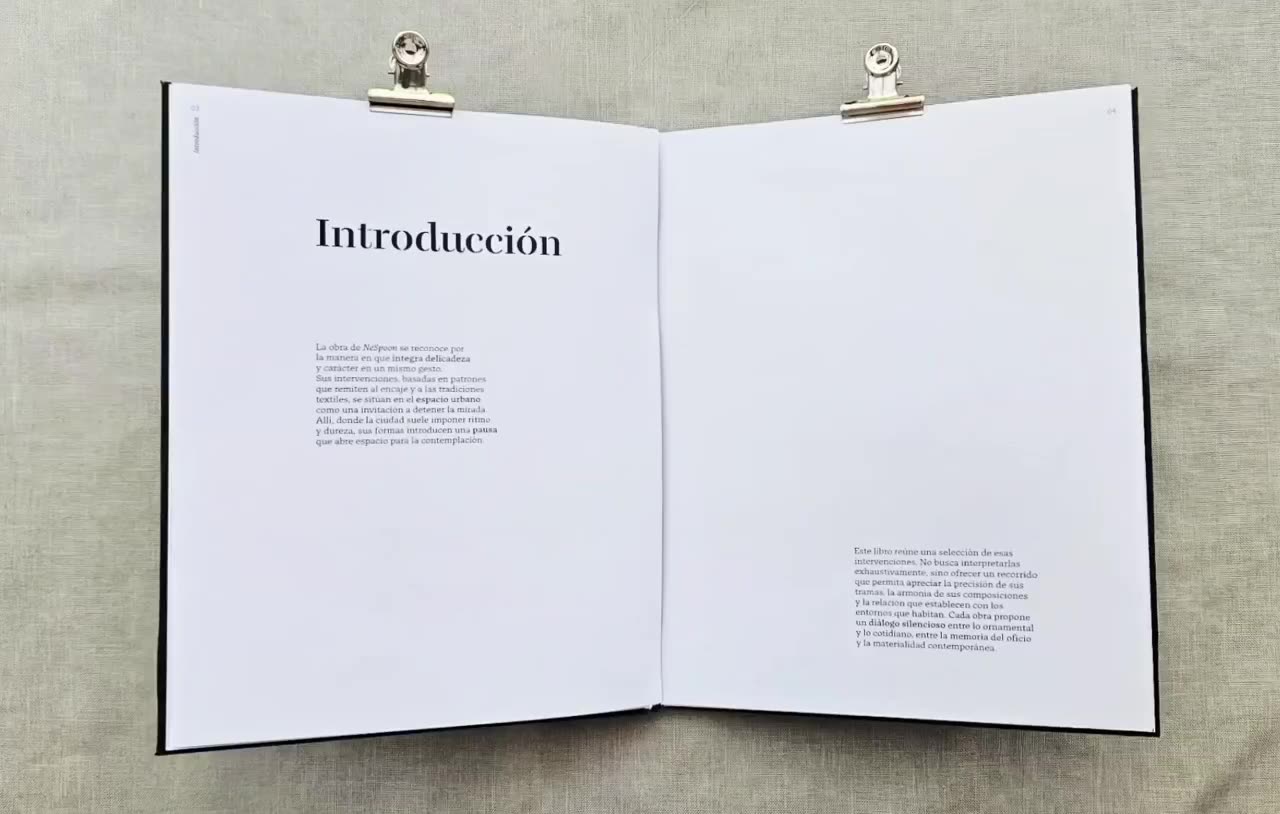 03
Introducción
Introducción
La obra de NeSpoon se reconoce por
la manera en que integra delicadeza
y carácter en un mismo gesto.
Sus intervenciones, basadas en patrones
que remiten al encaje y a las tradiciones
textiles, se sitúan en el espacio urbano
como una invitación a detener la mirada.
Allí, donde la ciudad suele imponer ritmo
y dureza, sus formas introducen una pausa
que abre espacio para la contemplación.
04
Este libro reúne una selección de esas
intervenciones. No busca interpretarlas
exhaustivamente, sino ofrecer un recorrido
que permita apreciar la precisión de sus
tramas, la armonía de sus composiciones
y la relación que establecen con los
entornos que habitan. Cada obra propone
un diálogo silencioso entre lo ornamental
y lo cotidiano, entre la memoria del oficio
y la materialidad contemporánea.